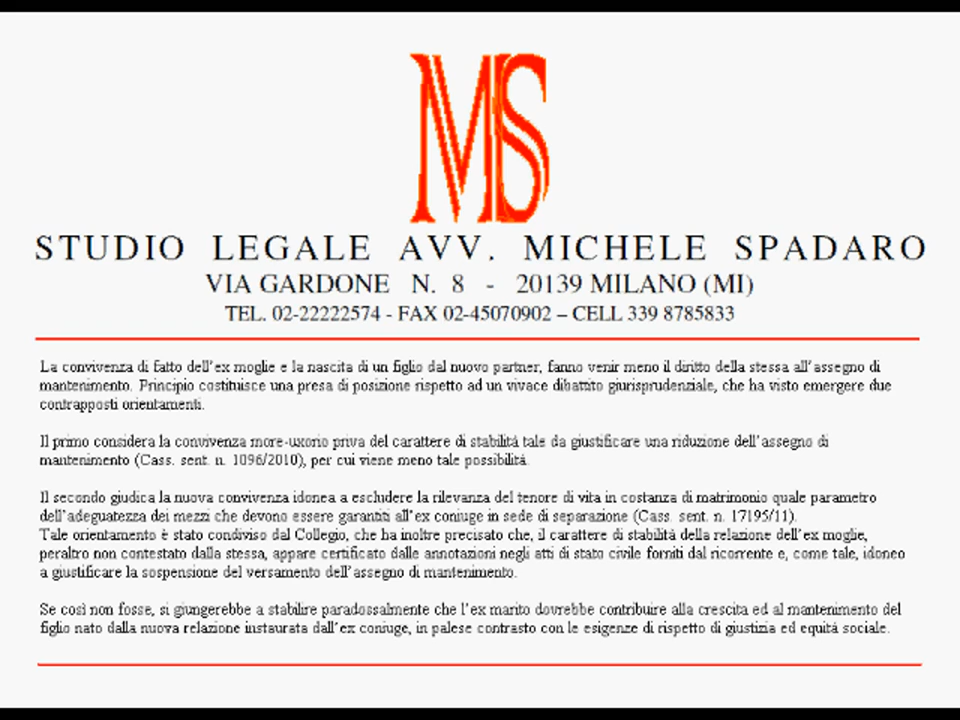 MS
STUDIO LEGALE AVV. MICHELE SPADARO
VIA GARDONE N. 8 - 20139 MILANO (MI)
TEL. 02-22222574 - FAX 02-45070902 – CELL 339 8785833
La convivenza di fatto dell'ex moglie e la nascita di un figlio dal nuovo partner, fanno venir meno il diritto della stessa all'assegno di
mantenimento. Principio costituisce una presa di posizione rispetto ad un vivace dibattito giurisprudenziale, che ha visto emergere due
contrapposti orientamenti.
Il primo considera la convivenza more-uxorio priva del carattere di stabilità tale da giustificare una riduzione dell'assegno di
mantenimento (Cass. sent. n. 1096/2010), per cui viene meno tale possibilità.
Il secondo giudica la nuova convivenza idonea a escludere la rilevanza del tenore di vita in costanza di matrimonio quale parametro
dell'adeguatezza dei mezzi che devono essere garantiti all'ex coniuge in sede di separazione (Cass. sent. n. 17195/11).
Tale orientamento è stato condiviso dal Collegio, che ha inoltre precisato che, il carattere di stabilità della relazione dell'ex moglie,
peraltro non contestato dalla stessa, appare certificato dalle annotazioni negli atti di stato civile forniti dal ricorrente e, come tale, idoneo
a giustificare la sospensione del versamento dell'assegno di mantenimento.
Se così non fosse, si giungerebbe a stabilire paradossalmente che l'ex marito dovrebbe contribuire alla crescita ed al mantenimento del
figlio nato dalla nuova relazione instaurata dall'ex coniuge, in palese contrasto con le esigenze di rispetto di giustizia ed equità sociale.